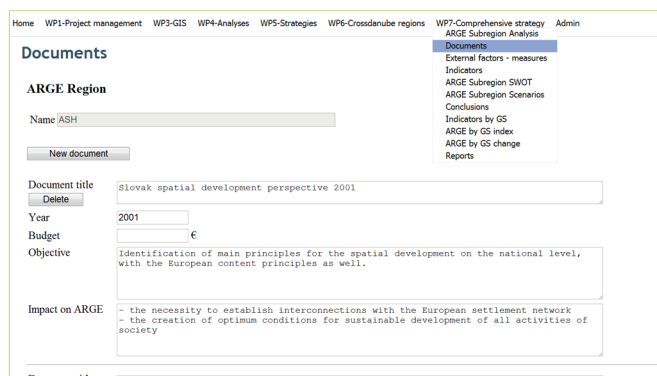 Home WP1-Project management WP3-GIS WP4-Analyses WP5-Strategies WP6-Crossdanube regions WP7-Comprehensive strategy Admin
ARGE Subregion Analysis
Documents
External factors - measures
Indicators
ARGE Subregion SWOT
ARGE Subregion Scenarios
Conclusions
Indicators by GS
ARGE by GS index
ARGE by GS change
Reports
Documents
ARGE Region
Name ASH
New document
Document title Slovak spatial development perspective 2001
Delete
Year 2001
Budget €
Objective Identification of main principles for the spatial development on the national level,
with the European content principles as well.
Impact on ARGE - the necessity to establish interconnections with the European settlement network
- the creation of optimum conditions for sustainable development of all activities of
society